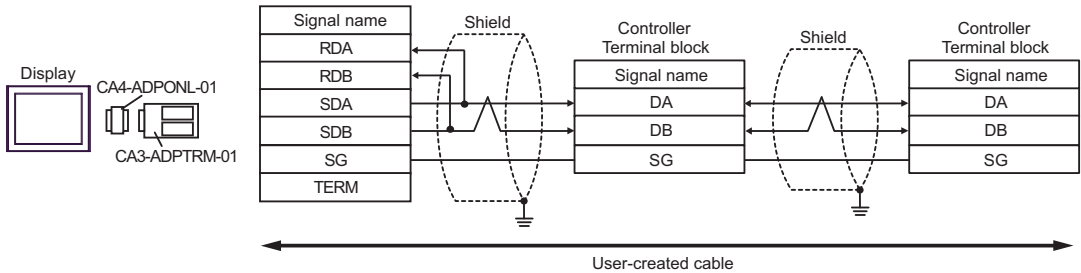 Display
CA4-ADPONL-01
CA3-ADPTRM-01
Signal name
RDA
RDB
SDA
SDB
SG
TERM
Shield
Controller
Terminal block
Signal name
DA
DB
SG
Shield
Controller
Terminal block
Signal name
DA
DB
SG
User-created cable